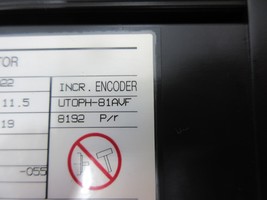 TOR
22 INCR. ENCODER
11.5 UTOPH-81AVF
19 8192 P/r
-055